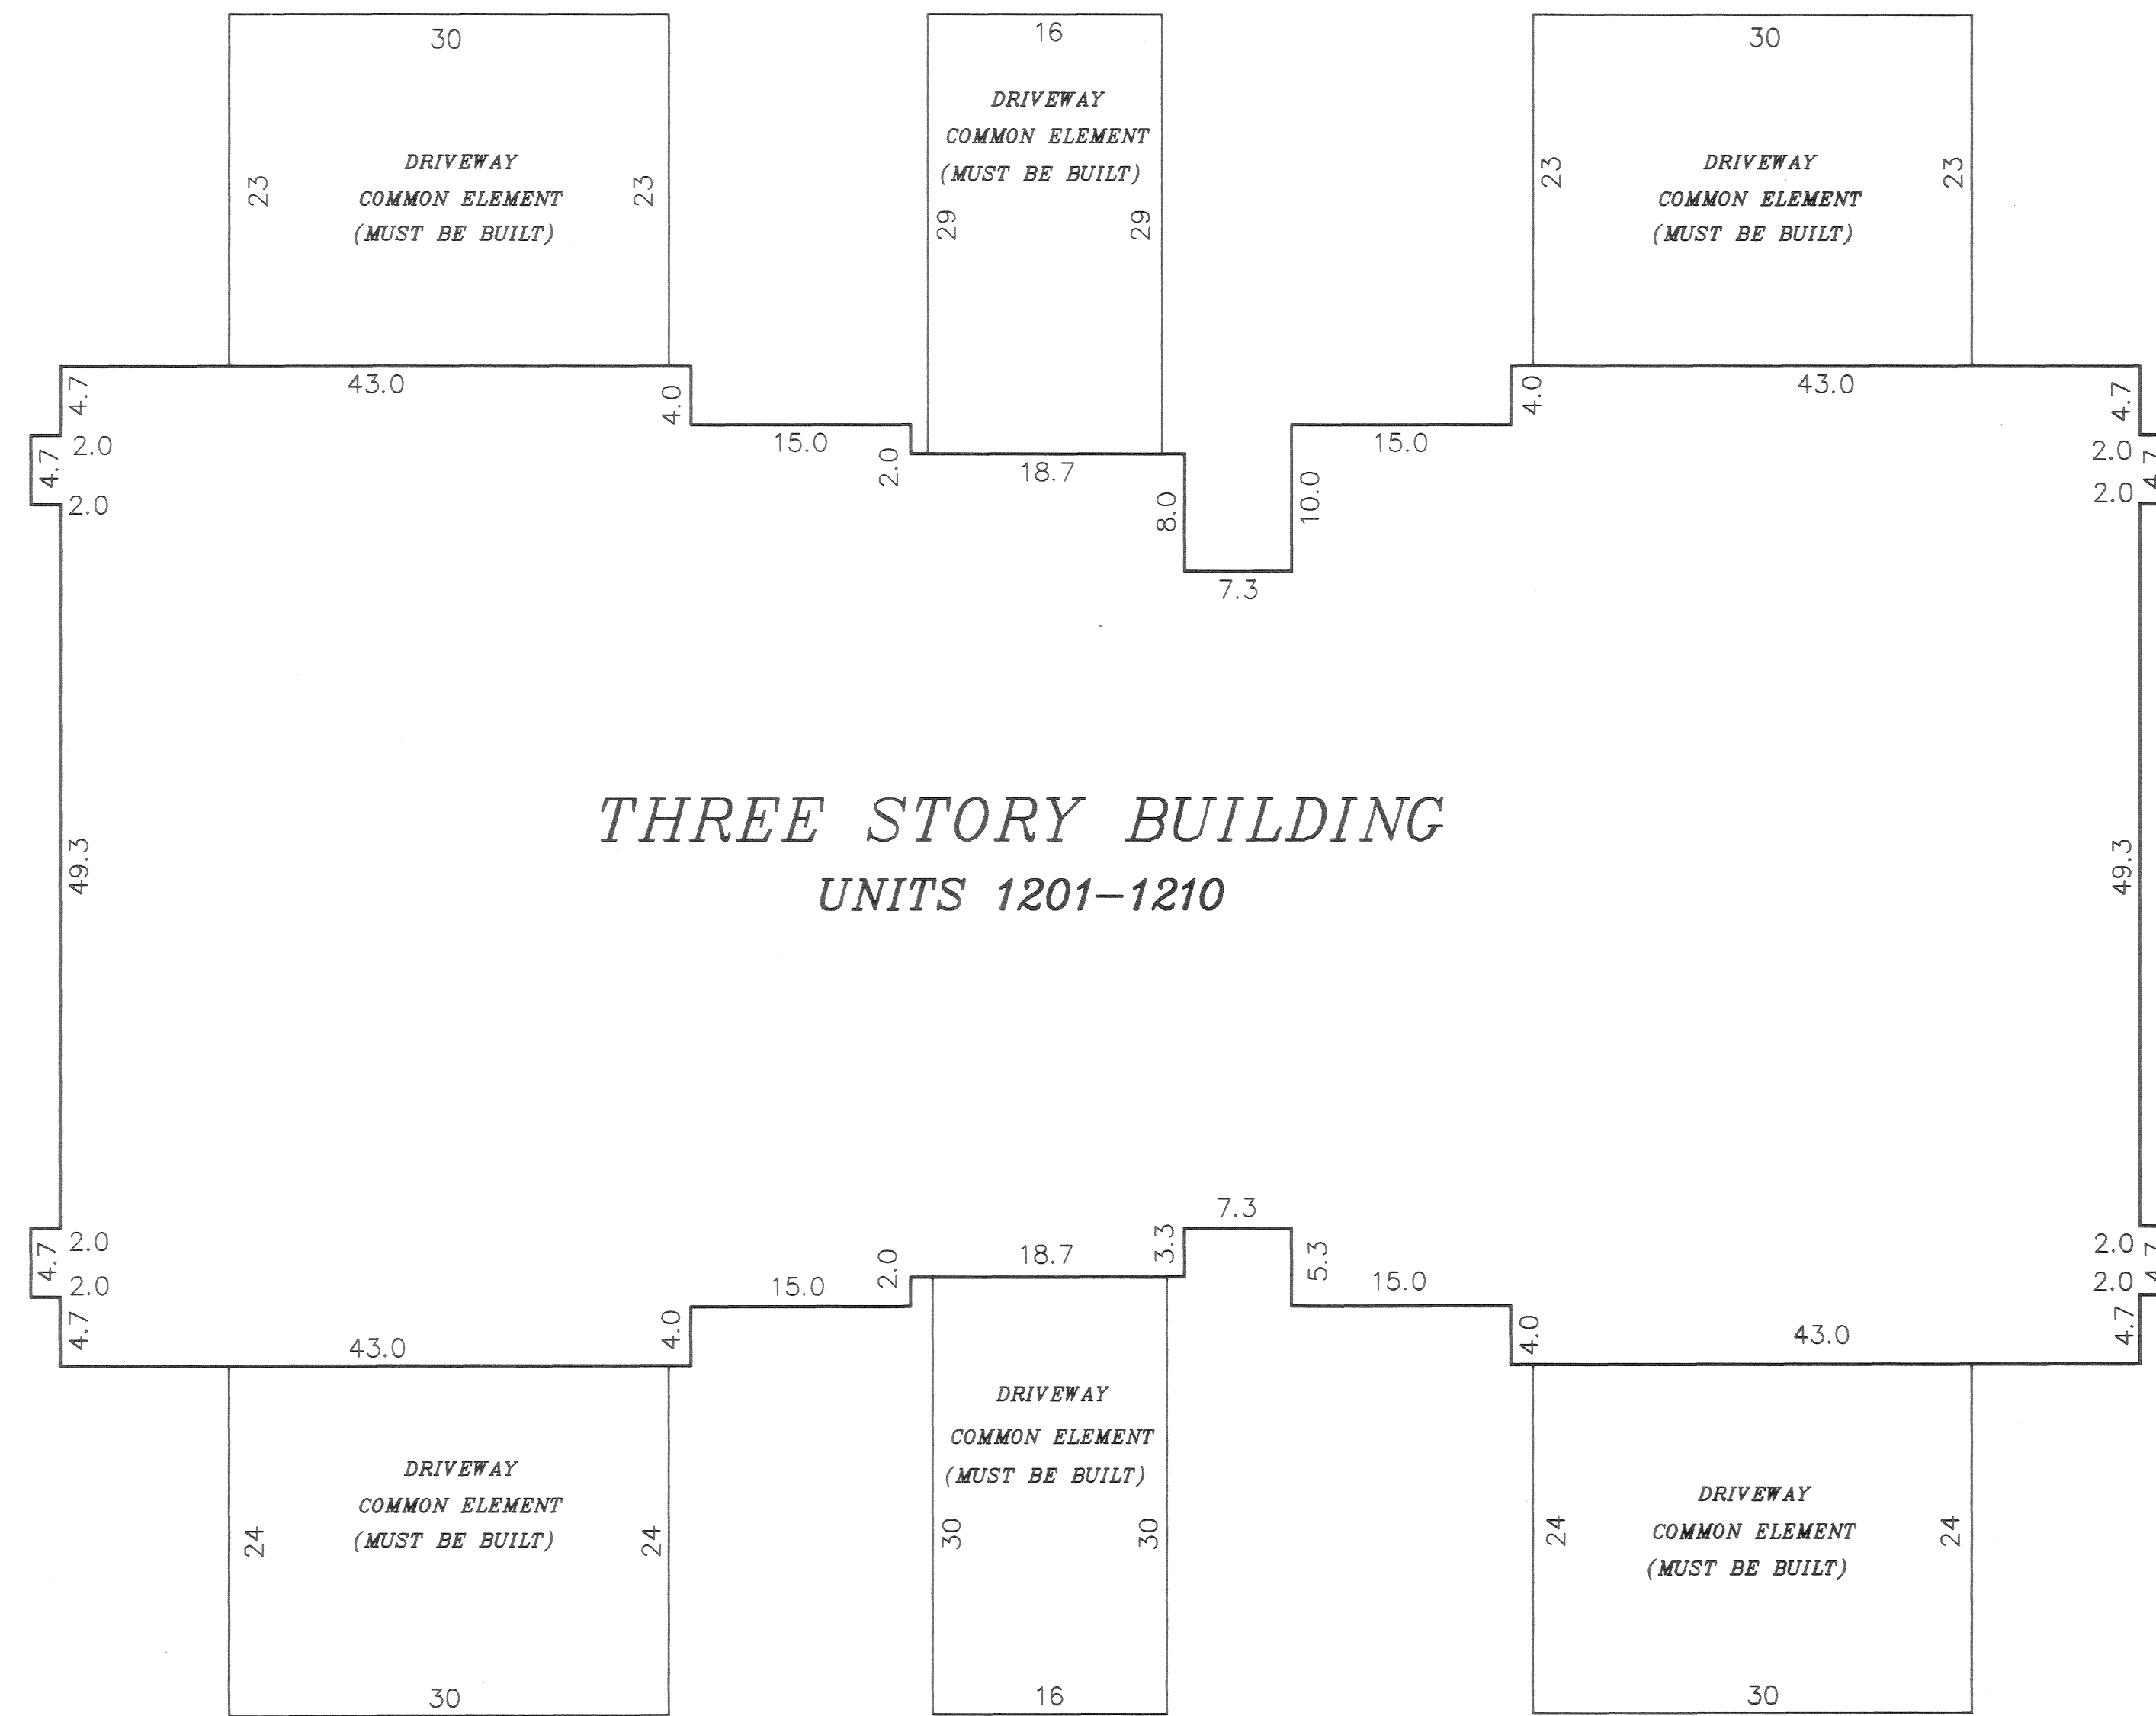 30
16
30
DRIVEWAY
COMMON ELEMENT
(MUST BE BUILT)
23
23
DRIVEWAY
COMMON ELEMENT
(MUST BE BUILT)
29
29
DRIVEWAY
COMMON ELEMENT
(MUST BE BUILT)
23
23
4.7
43.0
4.0
4.0
43.0
4.7
2.0
4.7
2.0
15.0
2.0
18.7
8.0
7.3
10.0
15.0
2.0
4.7
2.0
THREE STORY BUILDING
UNITS 1201-1210
49.3
49.3
2.0
4.7
2.0
4.7
43.0
4.0
15.0
2.0
18.7
3.3
7.3
5.3
15.0
4.0
43.0
2.0
4.7
2.0
4.7
DRIVEWAY
COMMON ELEMENT
(MUST BE BUILT)
24
24
30
DRIVEWAY
COMMON ELEMENT
(MUST BE BUILT)
30
30
16
DRIVEWAY
COMMON ELEMENT
(MUST BE BUILT)
24
24
30